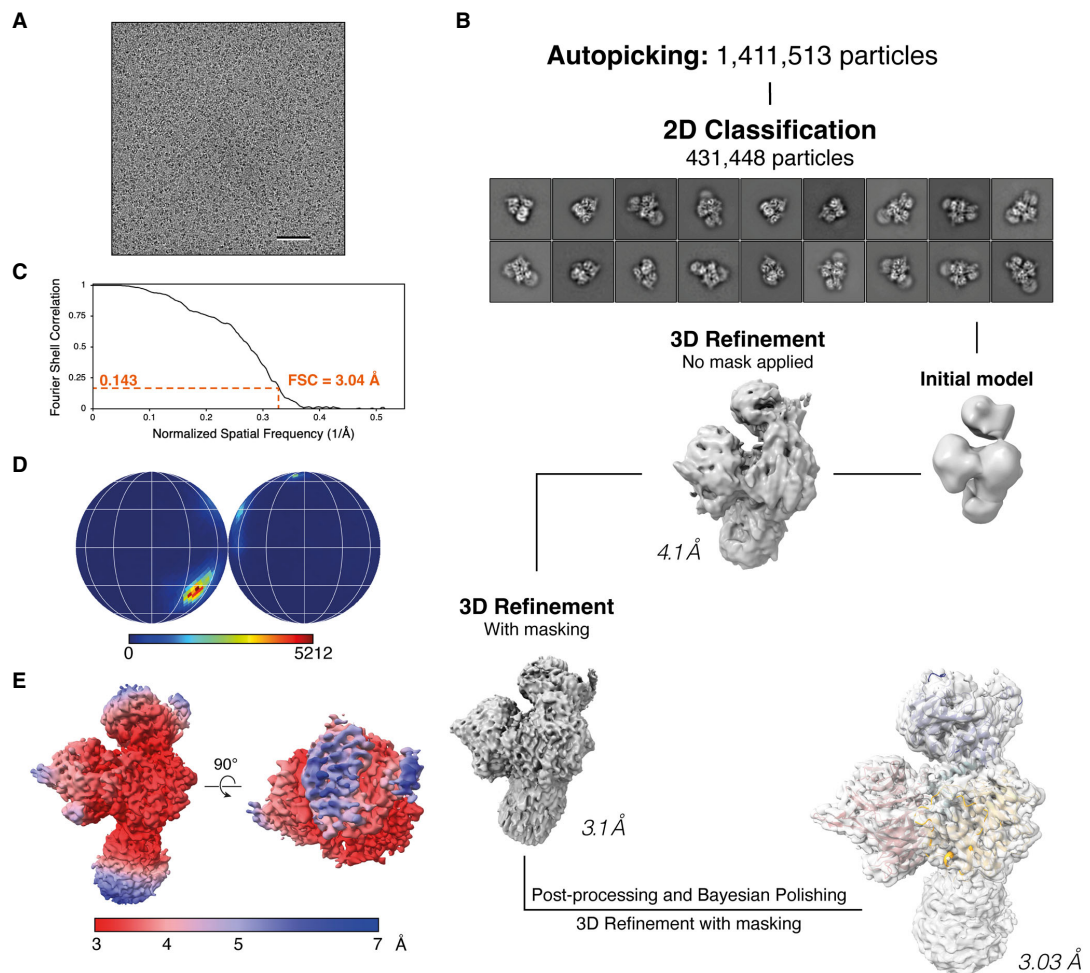 A
B
Autopicking: 1,411,513 particles
2D Classification
431,448 particles
C
Fourier Shell Correlation
1
0.75
0.5
0.25
0
0.143
FSC = 3.04 Å
0
0.1
0.2
0.3
0.4
0.5
Normalized Spatial Frequency (1/Å)
3D Refinement
No mask applied
4.1 Å
Initial model
D
0
5212
3D Refinement
With masking
3.1 Å
E
90°
3
4
5
7
Å
Post-processing and Bayesian Polishing
3D Refinement with masking
3.03 Å